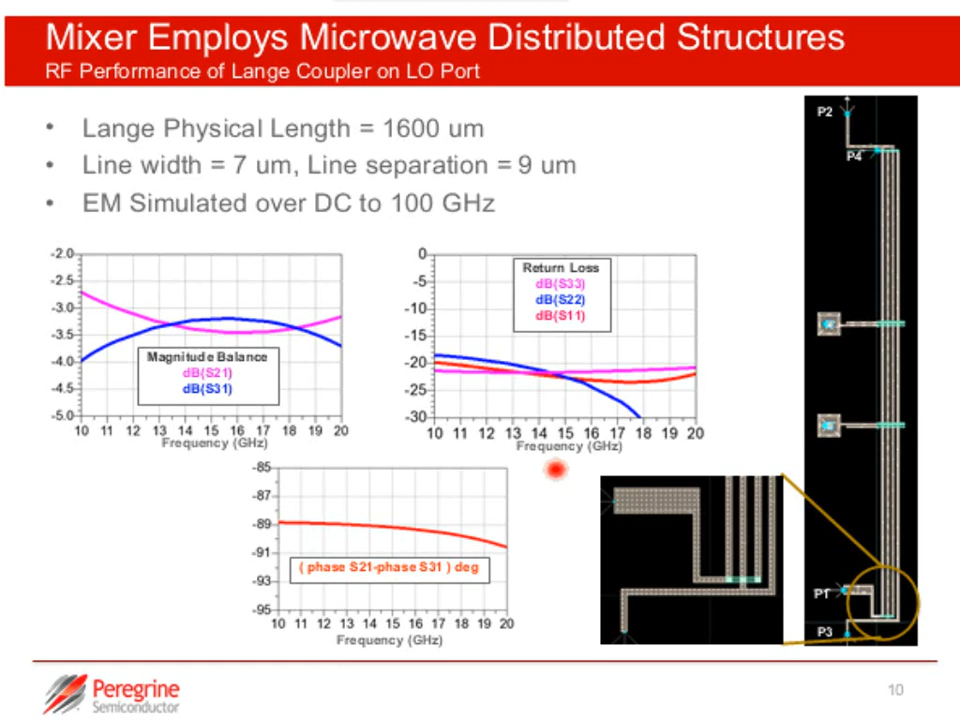 Mixer Employs Microwave Distributed Structures
RF Performance of Lange Coupler on LO Port
• Lange Physical Length = 1600 um
• Line width = 7 um, Line separation = 9 um
• EM Simulated over DC to 100 GHz
-2.0
-2.5
-3.0
-3.5
-4.0
-4.5
-5.0
Magnitude Balance
dB(S21)
dB(S31)
10 11 12 13 14 15 16 17 18 19 20
Frequency (GHz)
0
-5
-10
-15
-20
-25
-30
Return Loss
dB(S33)
dB(S22)
dB(S11)
10 11 12 13 14 15 16 17 18 19 20
Frequency (GHz)
-85
-87
-89
-91
-93
-95
( phase S21-phase S31 ) deg
10 11 12 13 14 15 16 17 18 19 20
Frequency (GHz)
P2
P4
P1
P3
Peregrine
Semiconductor
10